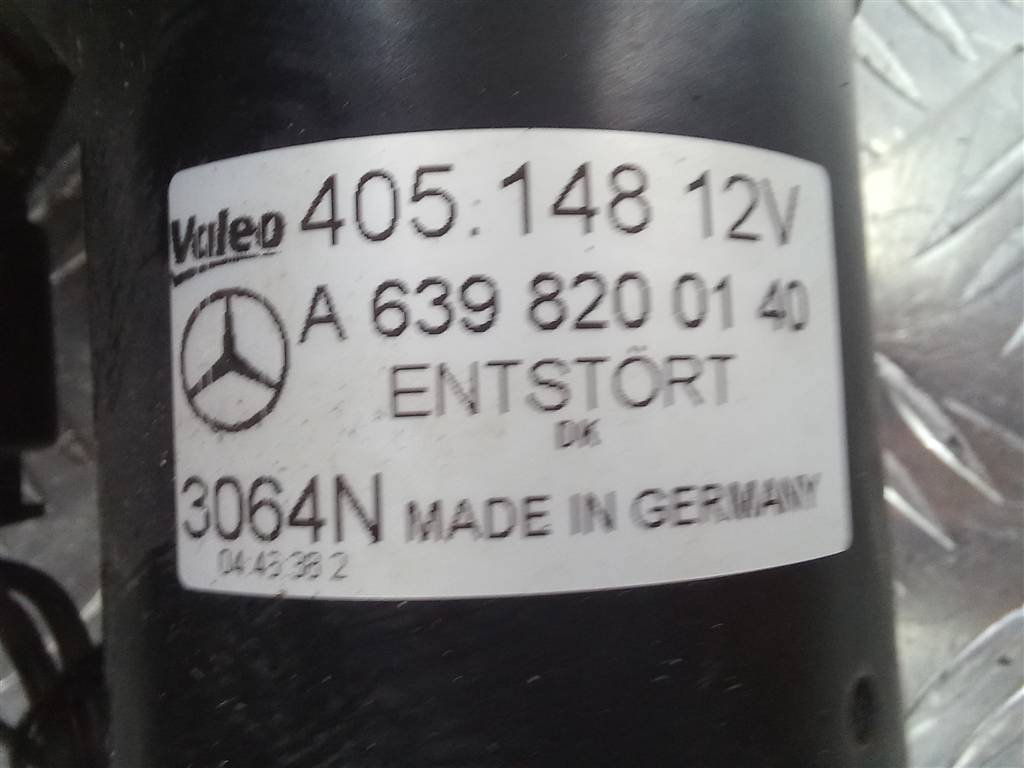 Valeo 405.148 12V
A 639 820 01 40
ENTSTÖRT
DK
3064N MADE IN GERMANY
04:43:38 2